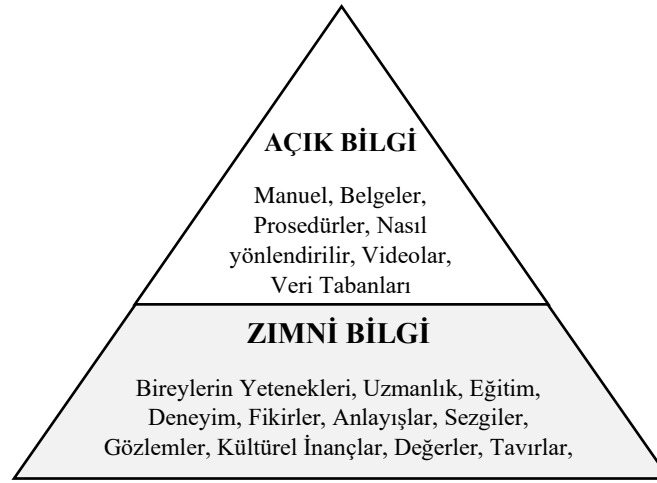 AÇIK BİLGİ
Manuel, Belgeler,
Prosedürler, Nasıl
yönlendirilir, Videolar,
Veri Tabanları
ZIMNİ BİLGİ
Bireylerin Yetenekleri, Uzmanlık, Eğitim,
Deneyim, Fikirler, Anlayışlar, Sezgiler,
Gözlemler, Kültürel İnançlar, Değerler, Tavırlar,